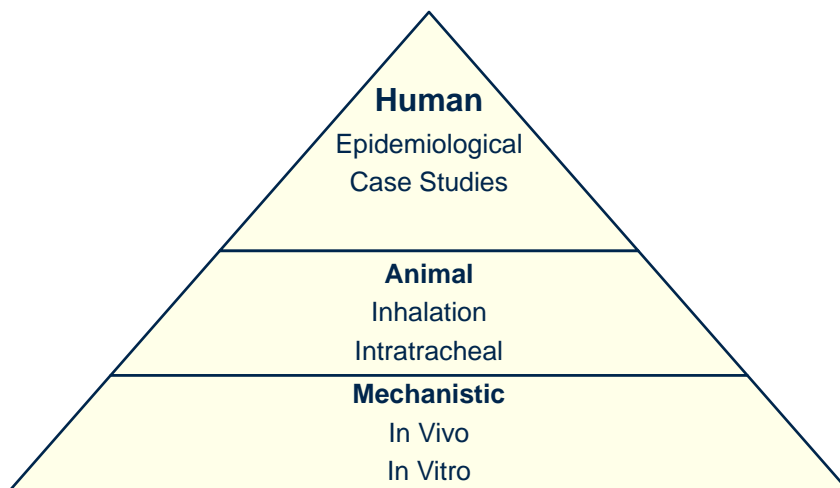 Human
Epidemiological
Case Studies
Animal
Inhalation
Intratracheal
Mechanistic
In Vivo
In Vitro